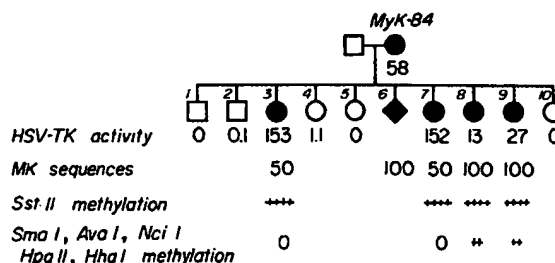 MyK-84
58
1 2 3 4 5 6 7 8 9 10
HSV-TK activity 0 0.1 153 1.1 0 152 13 27 0
MK sequences 50 100 50 100 100
Sst II methylation ++++ ++++ ++++ ++++
Sma I, Ava I, Nci I
Hpa II, Hha I methylation 0 0 ++ ++